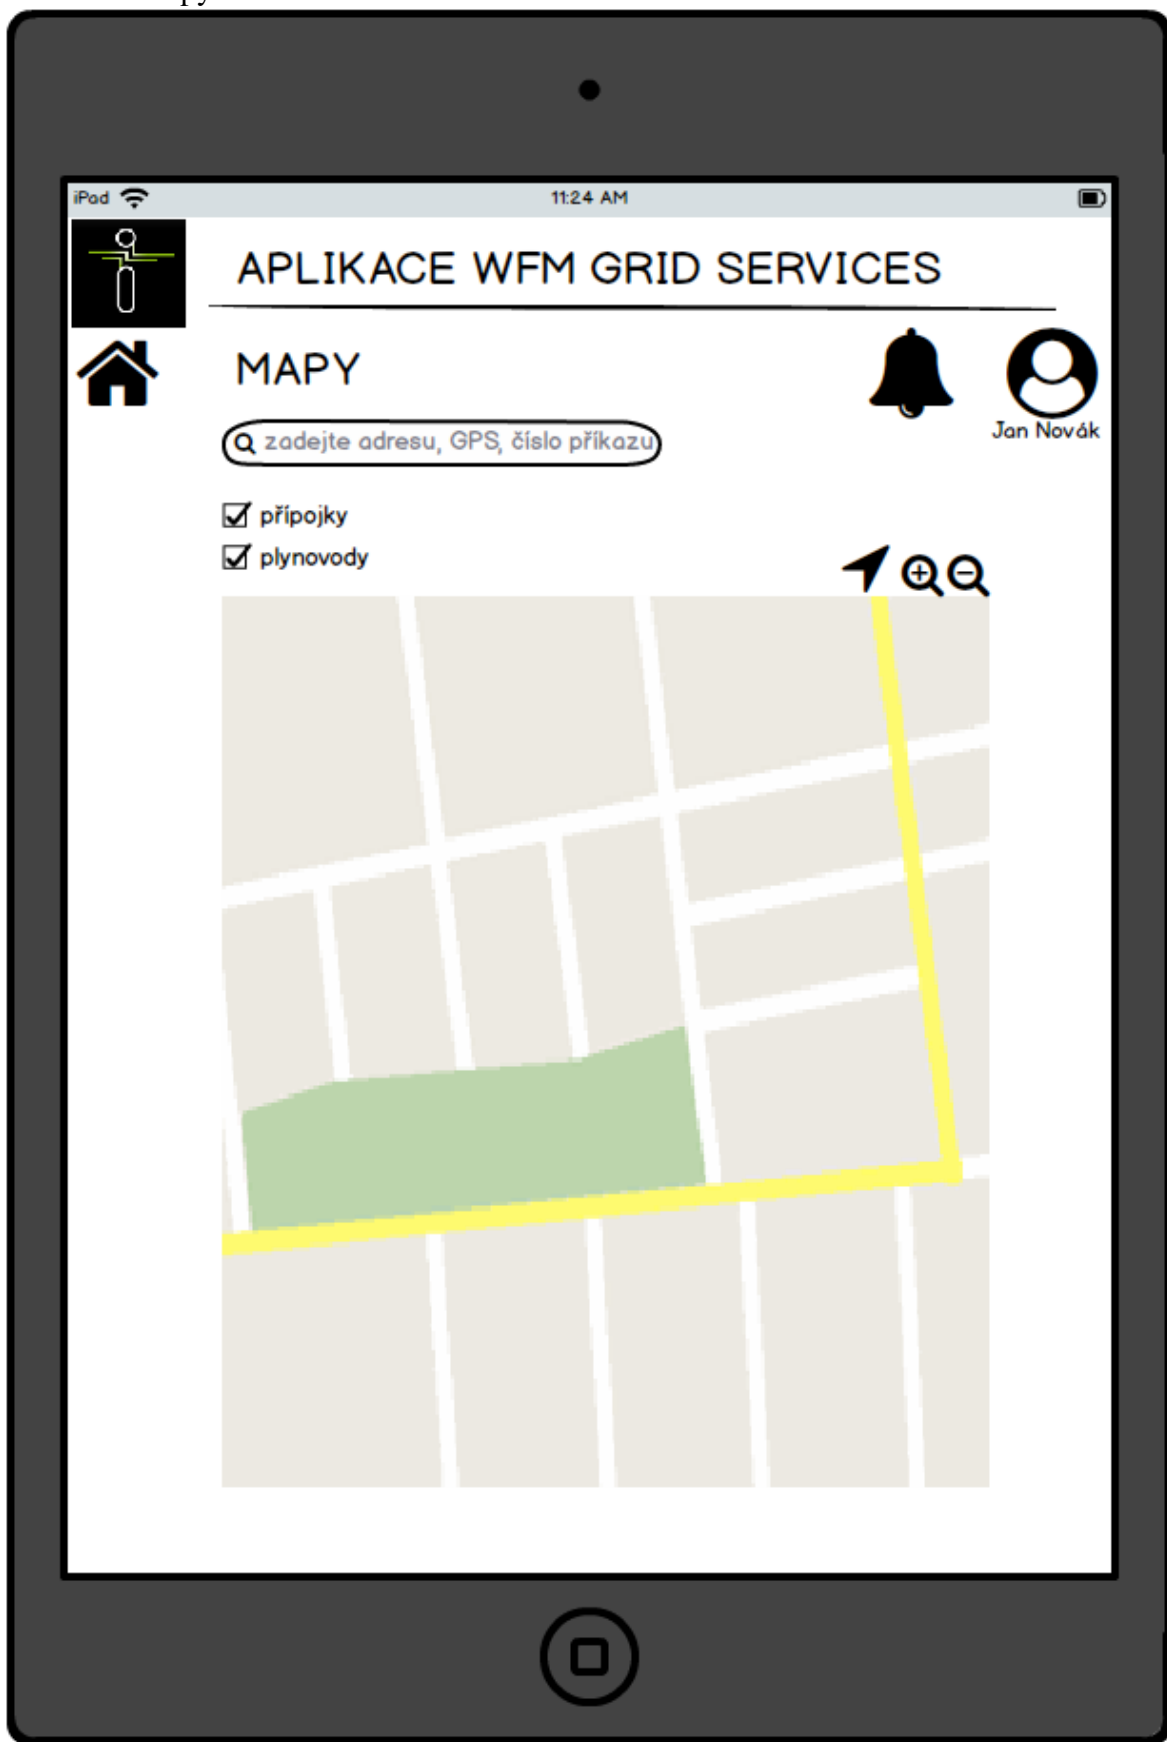 iPad
11:24 AM
APLIKACE WFM GRID SERVICES
MAPY
Jan Novák
zadejte adresu, GPS, číslo příkazu
přípojky
plynovody